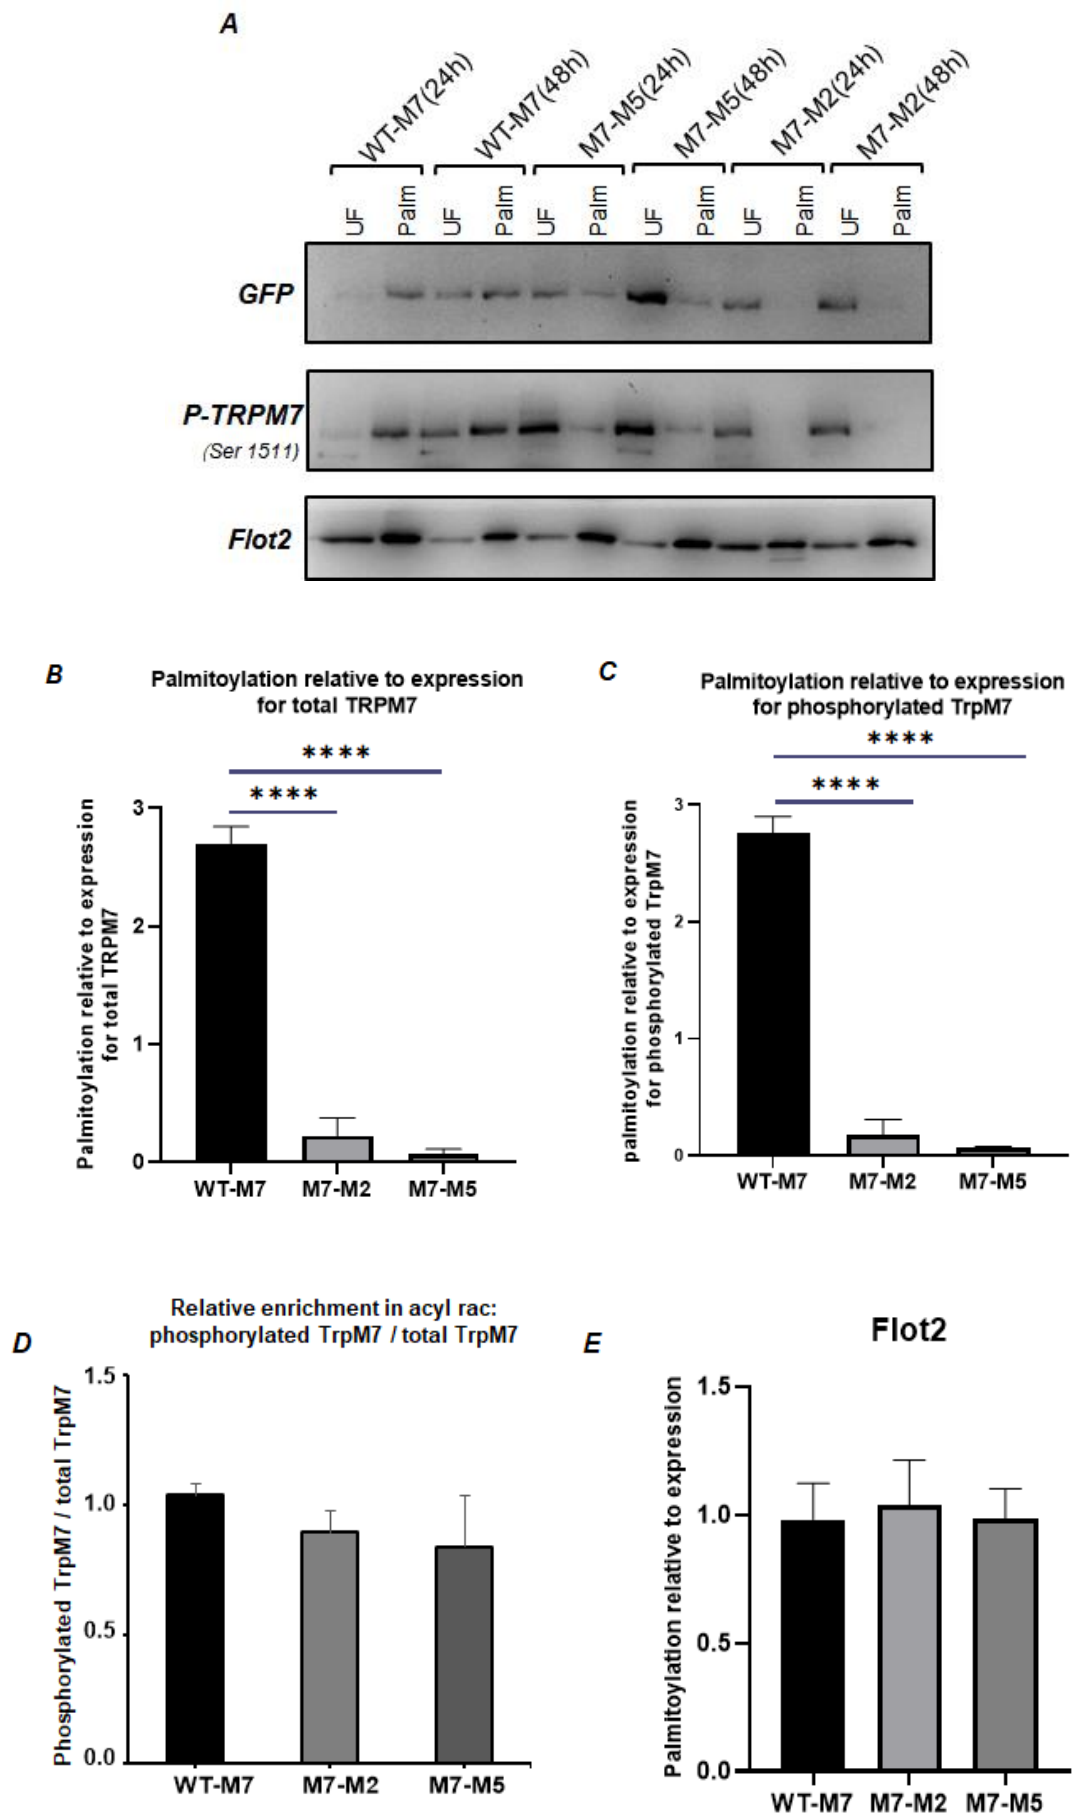 A
WT-M7(24h)
WT-M7(48h)
M7-M5(24h)
M7-M5(48h)
M7-M2(24h)
M7-M2(48h)
UF
Palm
UF
Palm
UF
Palm
UF
Palm
UF
Palm
UF
Palm
GFP
P-TRPM7
(Ser 1511)
Flot2
B
Palmitoylation relative to expression
for total TRPM7
****
****
Palmitoylation relative to expression
for total TRPM7
3
2
1
0
WT-M7
M7-M2
M7-M5
C
Palmitoylation relative to expression
for phosphorylated TrpM7
****
****
palmitoylation relative to expression
for phosphorylated TrpM7
3
2
1
0
WT-M7
M7-M2
M7-M5
D
Relative enrichment in acyl rac:
phosphorylated TrpM7 / total TrpM7
Phosphorylated TrpM7 / total TrpM7
1.5
1.0
0.5
0.0
WT-M7
M7-M2
M7-M5
E
Flot2
Palmitoylation relative to expression
1.5
1.0
0.5
0.0
WT-M7
M7-M2
M7-M5